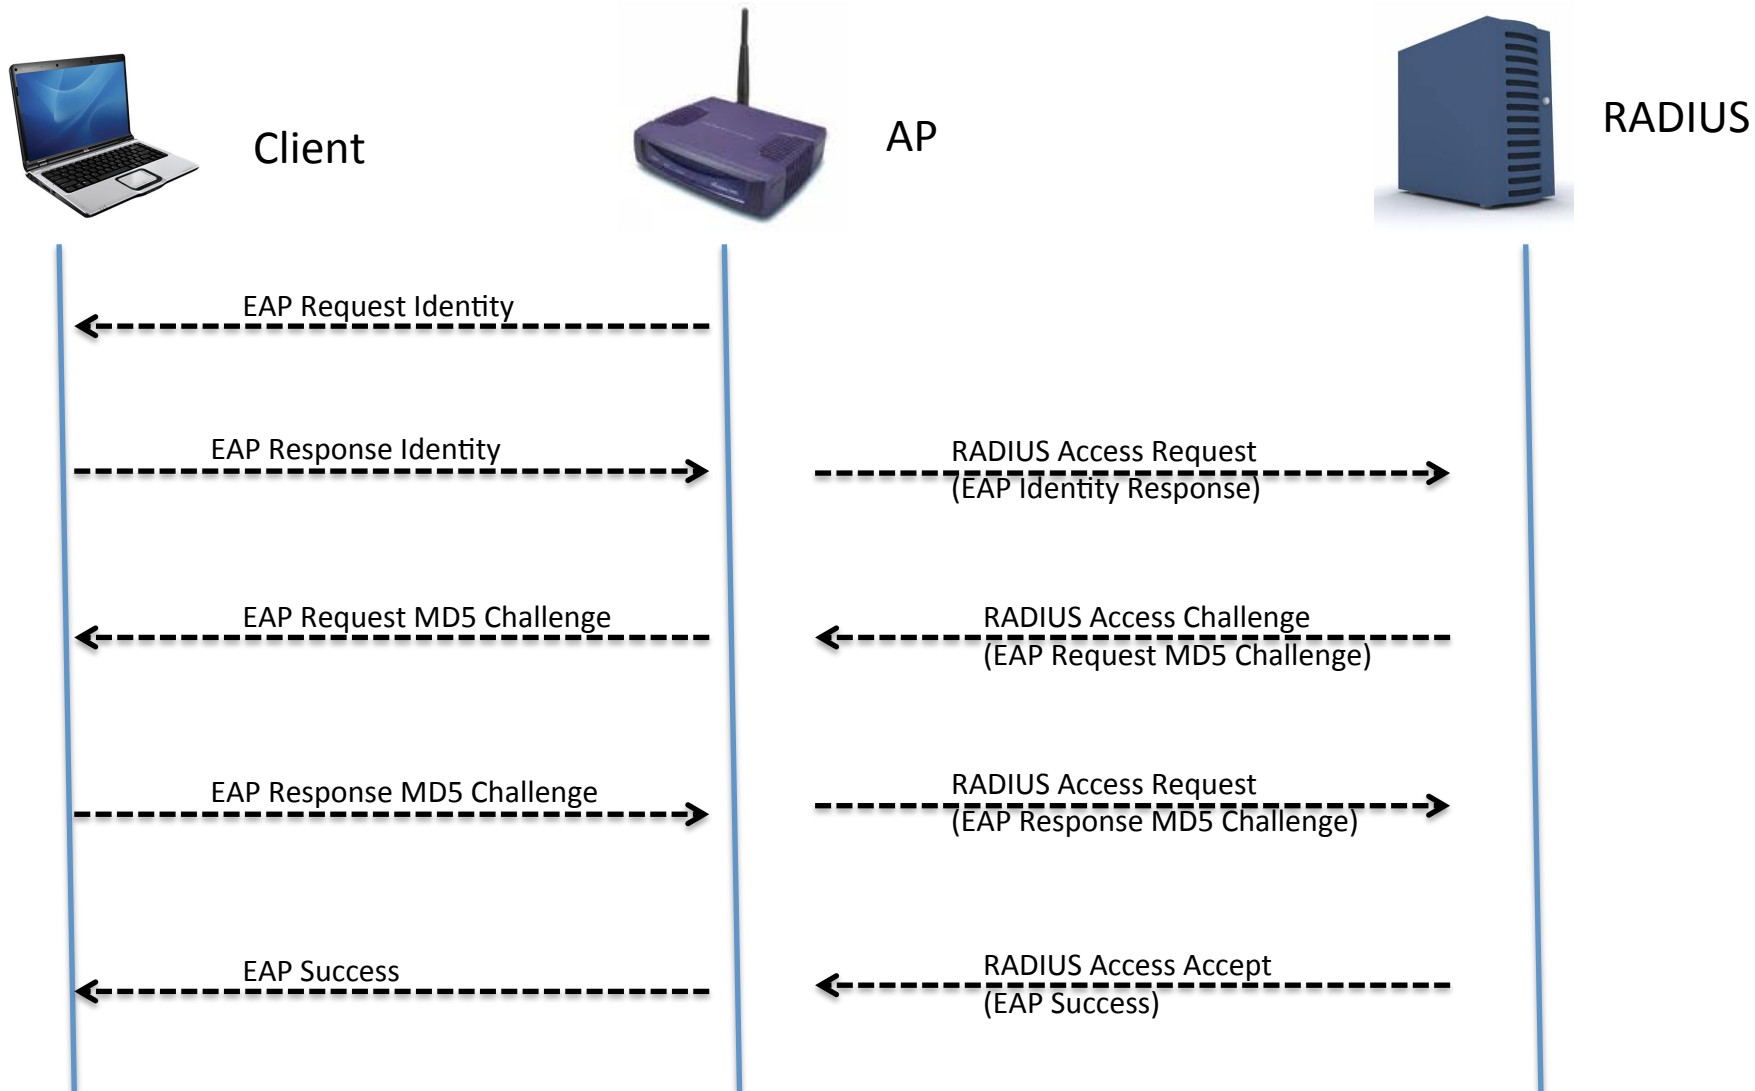 Client
AP
RADIUS
EAP Request Identity
EAP Response Identity
RADIUS Access Request
(EAP Identity Response)
EAP Request MD5 Challenge
RADIUS Access Challenge
(EAP Request MD5 Challenge)
EAP Response MD5 Challenge
RADIUS Access Request
(EAP Response MD5 Challenge)
EAP Success
RADIUS Access Accept
(EAP Success)